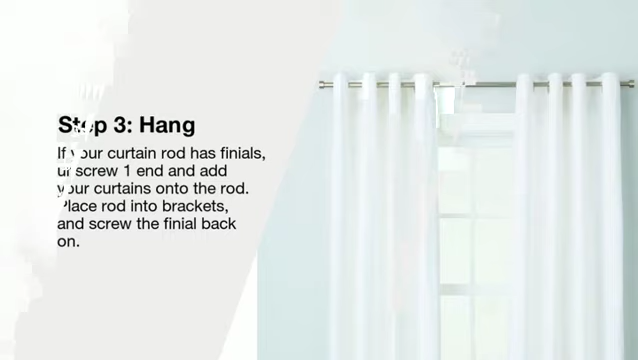 Step 3: Hang
If your curtain rod has finials,
unscrew 1 end and add
your curtains onto the rod.
Place rod into brackets,
and screw the finial back
on.